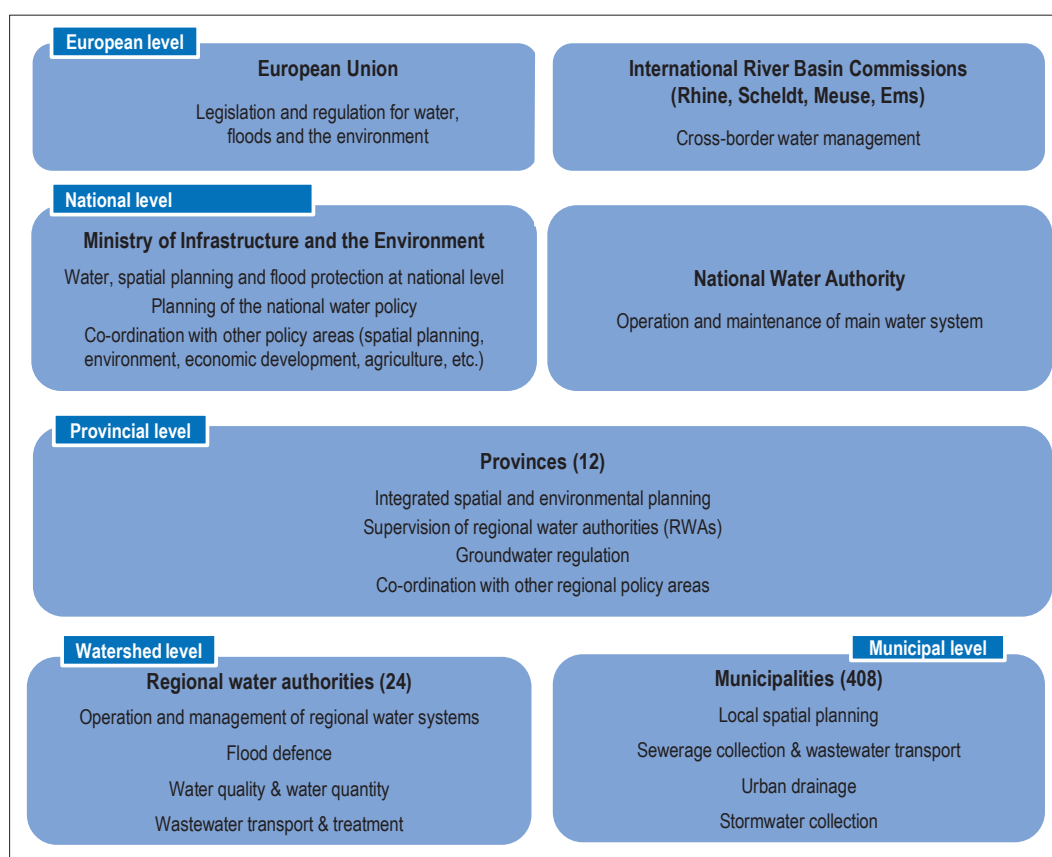 European level
European Union
Legislation and regulation for water,
floods and the environment
International River Basin Commissions
(Rhine, Scheldt, Meuse, Ems)
Cross-border water management
National level
Ministry of Infrastructure and the Environment
Water, spatial planning and flood protection at national level
Planning of the national water policy
Co-ordination with other policy areas (spatial planning,
environment, economic development, agriculture, etc.)
National Water Authority
Operation and maintenance of main water system
Provincial level
Provinces (12)
Integrated spatial and environmental planning
Supervision of regional water authorities (RWAs)
Groundwater regulation
Co-ordination with other regional policy areas
Watershed level
Regional water authorities (24)
Operation and management of regional water systems
Flood defence
Water quality & water quantity
Wastewater transport & treatment
Municipal level
Municipalities (408)
Local spatial planning
Sewerage collection & wastewater transport
Urban drainage
Stormwater collection